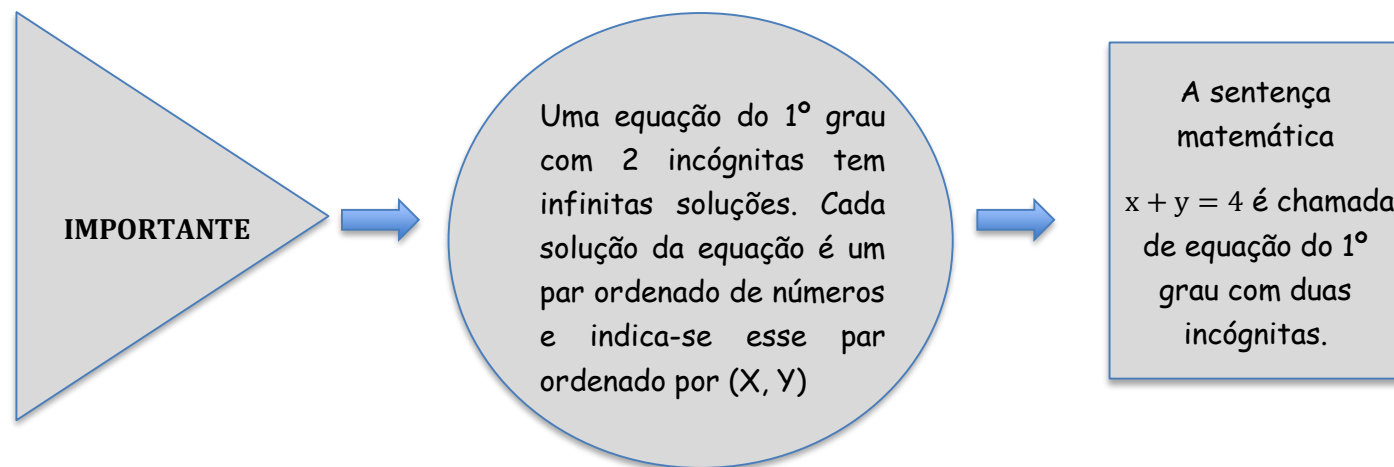 IMPORTANTE
Uma equação do 1º grau
com 2 incógnitas tem
infinitas soluções. Cada
solução da equação é um
par ordenado de números
e indica-se esse par
ordenado por (X, Y)
A sentença
matemática
x + y = 4 é chamada
de equação do 1º
grau com duas
incógnitas.